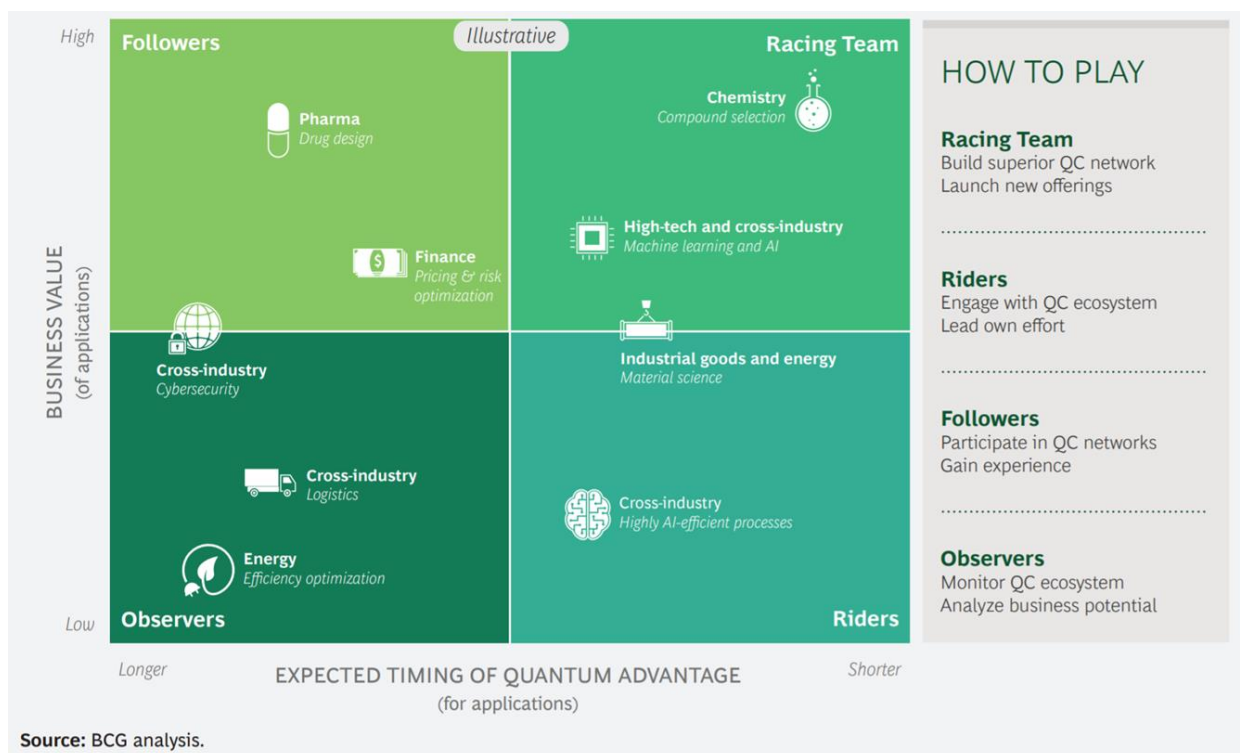 High
Followers
Illustrative
Racing Team
Pharma
Drug design
Chemistry
Compound selection
$
Finance
Pricing & risk
optimization
High-tech and cross-industry
Machine learning and AI
BUSINESS VALUE
(of applications)
Cross-industry
Cybersecurity
Industrial goods and energy
Material science
Cross-industry
Logistics
Cross-industry
Highly AI-efficient processes
Energy
Efficiency optimization
Low
Observers
Riders
Longer
EXPECTED TIMING OF QUANTUM ADVANTAGE
(for applications)
Shorter
HOW TO PLAY
Racing Team
Build superior QC network
Launch new offerings
Riders
Engage with QC ecosystem
Lead own effort
Followers
Participate in QC networks
Gain experience
Observers
Monitor QC ecosystem
Analyze business potential
Source: BCG analysis.